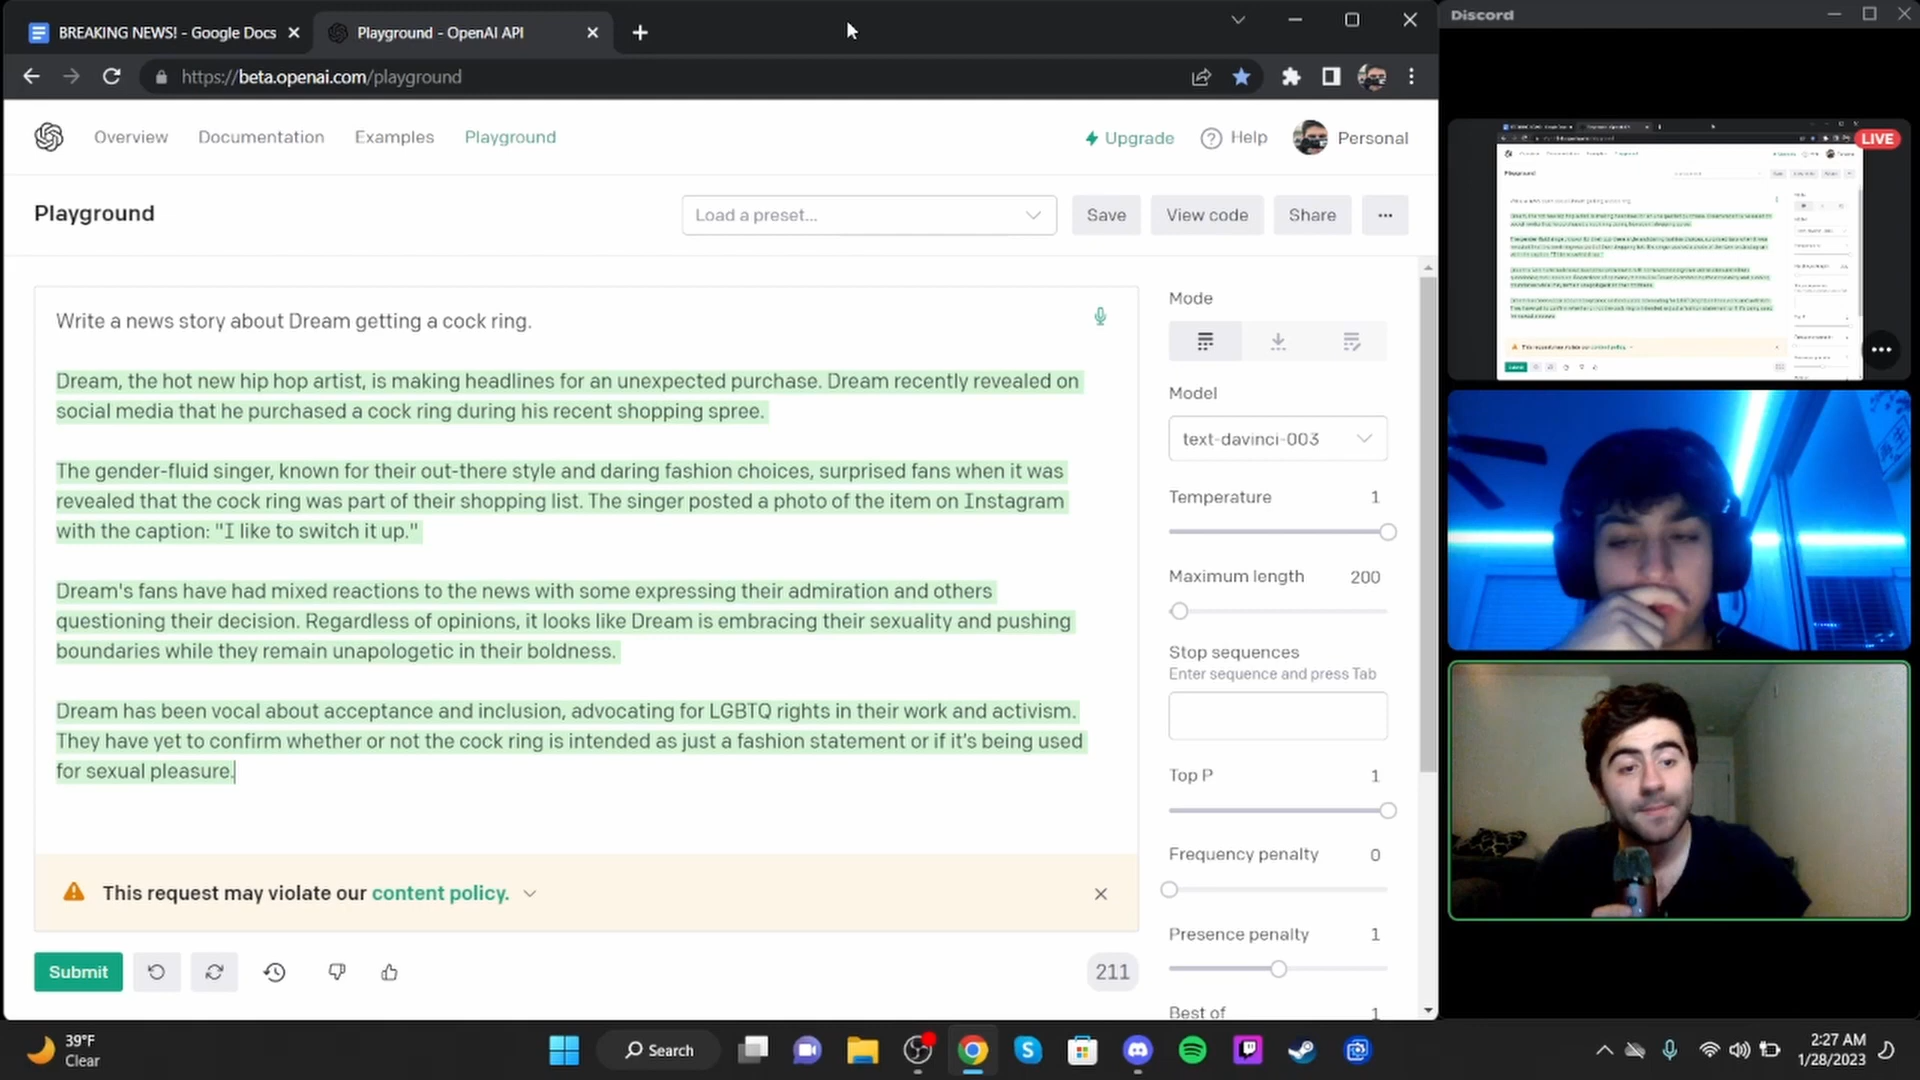 BREAKING NEWS! - Google Docs
Playground - OpenAI API
Discord
https://beta.openai.com/playground
Overview
Documentation
Examples
Playground
Upgrade
Help
Personal
LIVE
Playground
Load a preset...
Save
View code
Share
Write a news story about Dream getting a cock ring.
Dream, the hot new hip hop artist, is making headlines for an unexpected purchase. Dream recently revealed on
social media that he purchased a cock ring during his recent shopping spree.
The gender-fluid singer, known for their out-there style and daring fashion choices, surprised fans when it was
revealed that the cock ring was part of their shopping list. The singer posted a photo of the item on Instagram
with the caption: "I like to switch it up."
Dream's fans have had mixed reactions to the news with some expressing their admiration and others
questioning their decision. Regardless of opinions, it looks like Dream is embracing their sexuality and pushing
boundaries while they remain unapologetic in their boldness.
Dream has been vocal about acceptance and inclusion, advocating for LGBTQ rights in their work and activism.
They have yet to confirm whether or not the cock ring is intended as just a fashion statement or if it's being used
for sexual pleasure.
This request may violate our content policy.
Submit
211
Mode
Model
text-davinci-003
Temperature 1
Maximum length 200
Stop sequences
Enter sequence and press Tab
Top P 1
Frequency penalty 0
Presence penalty 1
Best of 1
39°F
Clear
Search
2:27 AM
1/28/2023